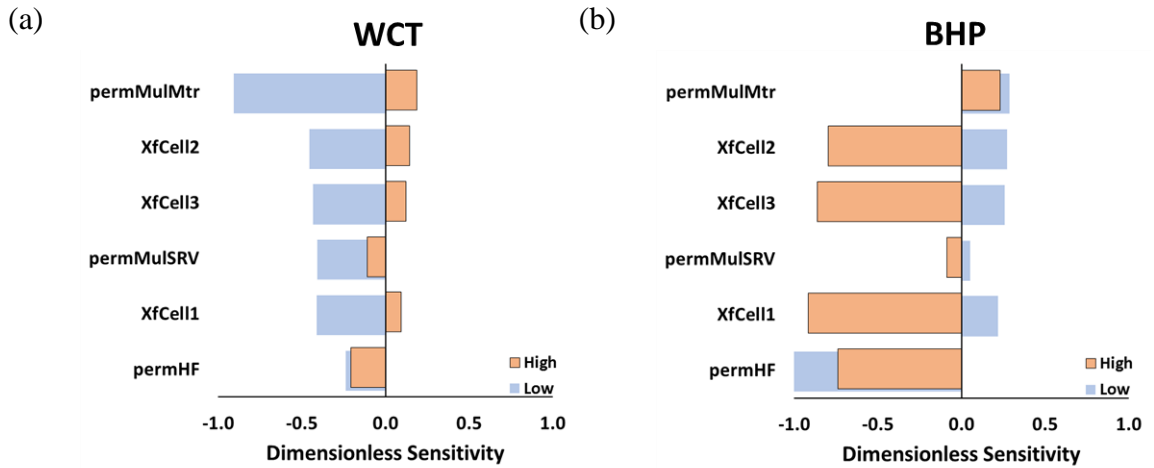 (a)
WCT
permMulMtr
XfCell2
XfCell3
permMulSRV
XfCell1
permHF
High
Low
-1.0 -0.5 0.0 0.5 1.0
Dimensionless Sensitivity
(b)
BHP
permMulMtr
XfCell2
XfCell3
permMulSRV
XfCell1
permHF
High
Low
-1.0 -0.5 0.0 0.5 1.0
Dimensionless Sensitivity